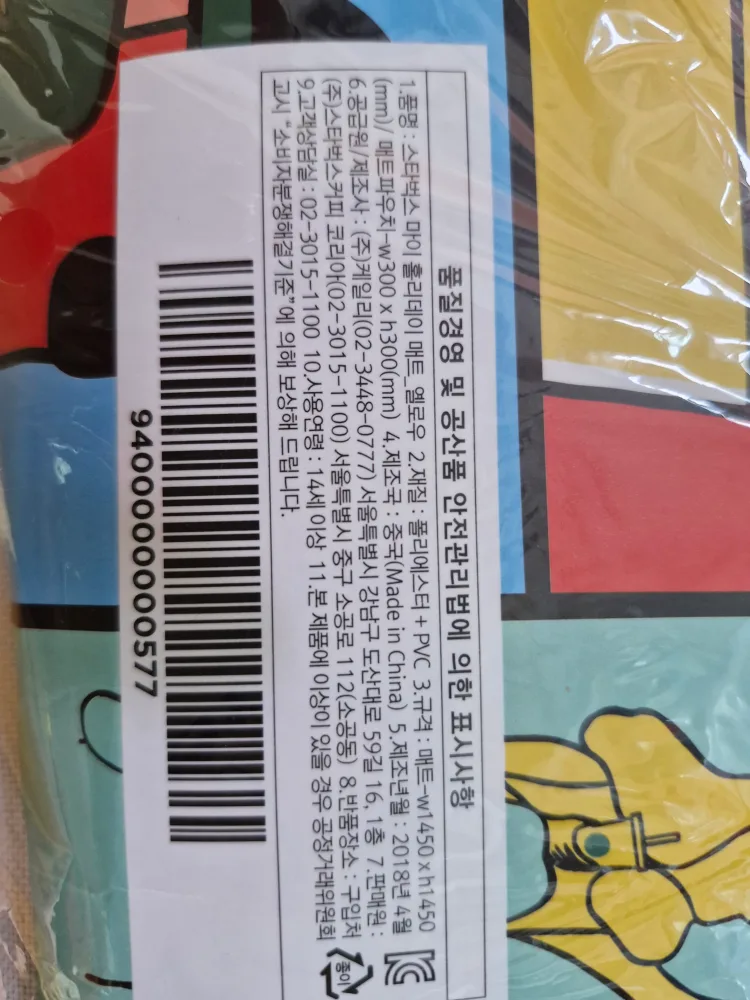 품질경영 및 공산품 안전관리법에 의한 표시사항
1.품명 : 스타벅스 마이 홀리데이 매트_옐로우 2.재질 : 폴리에스터 + PVC 3.규격 : 매트-w1450 x h1450
(mm)/ 매트파우치-w300 x h300(mm) 4.제조국 : 중국(Made in China) 5.제조년월 : 2018년 4월
6.공급원/제조사 : (주)케일리(02-3448-0777) 서울특별시 강남구 도산대로 59길 16, 1층 7.판매원 :
(주)스타벅스커피 코리아(02-3015-1100) 서울특별시 중구 소공로 112(소공동) 8.반품장소 : 구입처
9.고객상담실 : 02-3015-1100 10.사용연령 : 14세 이상 11.본 제품에 이상이 있을 경우 공정거래위원회
고시 "소비자분쟁해결기준"에 의해 보상해 드립니다.
종이
9400000000577